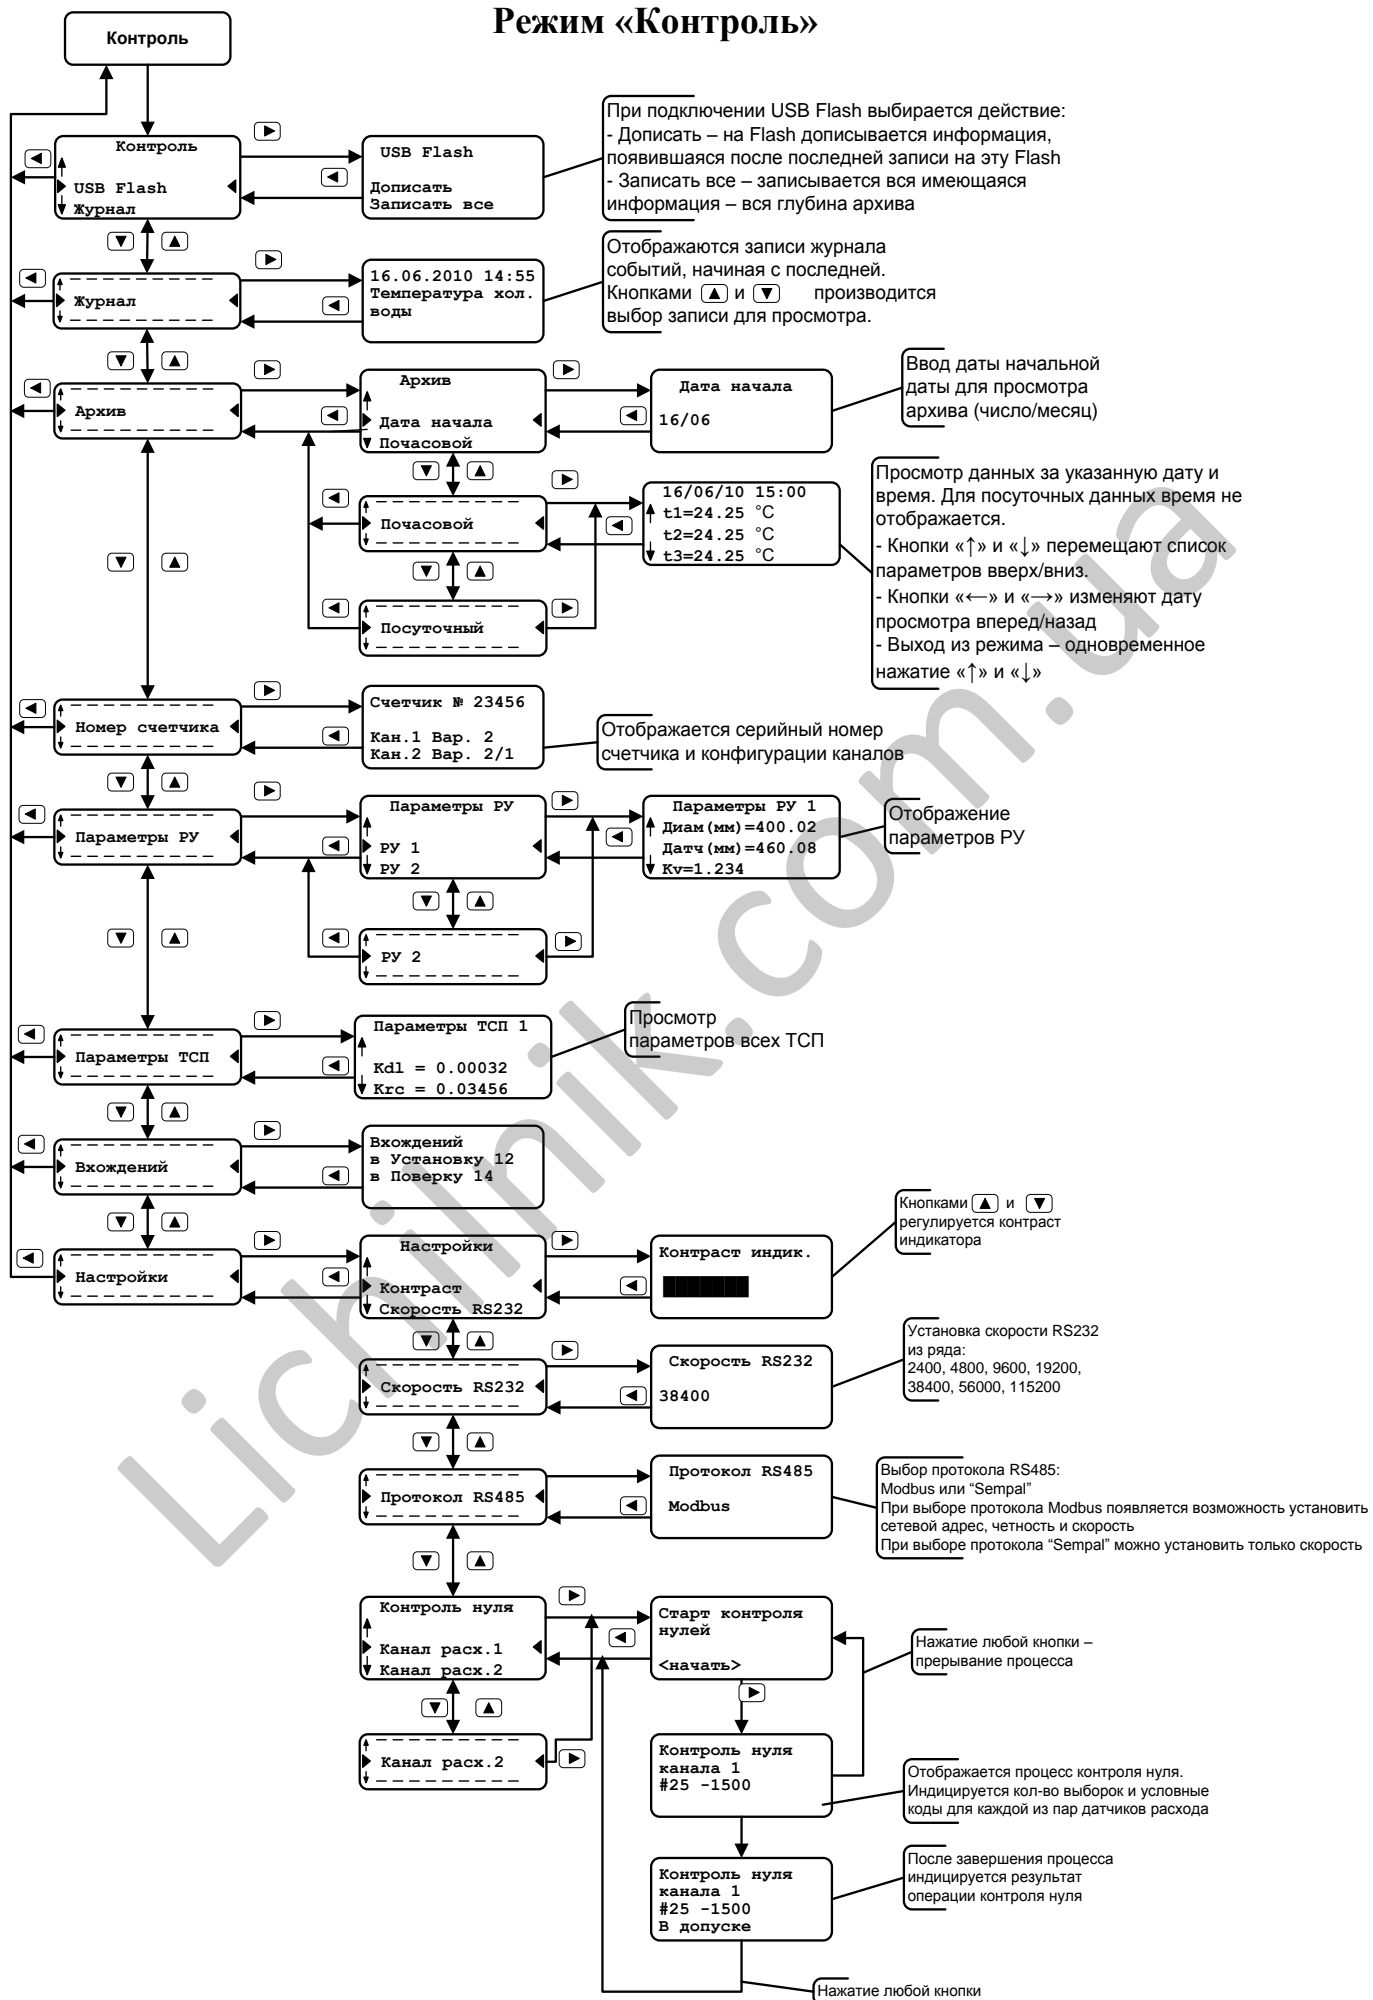 Режим «Контроль»
Контроль
Контроль
USB Flash
Журнал
USB Flash
Дописать
Записать все
При подключении USB Flash выбирается действие:
- Дописать – на Flash дописывается информация,
появившаяся после последней записи на эту Flash
- Записать все – записывается вся имеющаяся
информация – вся глубина архива
Журнал
16.06.2010 14:55
Температура хол.
воды
Отображаются записи журнала
событий, начиная с последней.
Кнопками ▲ и ▼ производится
выбор записи для просмотра.
Архив
Архив
Дата начала
Почасовой
Дата начала
16/06
Ввод даты начальной
даты для просмотра
архива (число/месяц)
Почасовой
16/06/10 15:00
t1=24.25 °C
t2=24.25 °C
t3=24.25 °C
Просмотр данных за указанную дату и
время. Для посуточных данных время не
отображается.
- Кнопки «↑» и «↓» перемещают список
параметров вверх/вниз.
- Кнопки «←» и «→» изменяют дату
просмотра вперед/назад
- Выход из режима – одновременное
нажатие «↑» и «↓»
Посуточный
Номер счетчика
Счетчик № 23456
Кан.1 Вар. 2
Кан.2 Вар. 2/1
Отображается серийный номер
счетчика и конфигурации каналов
Параметры РУ
Параметры РУ
РУ 1
РУ 2
Параметры РУ 1
Диам(мм)=400.02
Датч(мм)=460.08
Kv=1.234
Отображение
параметров РУ
РУ 2
Параметры ТСП
Параметры ТСП 1
Kdl = 0.00032
Krc = 0.03456
Просмотр
параметров всех ТСП
Вхождений
Вхождений
в Установку 12
в Поверку 14
Настройки
Настройки
Контраст
Скорость RS232
Контраст индик.
Кнопками ▲ и ▼
регулируется контраст
индикатора
Скорость RS232
Скорость RS232
38400
Установка скорости RS232
из ряда:
2400, 4800, 9600, 19200,
38400, 56000, 115200
Протокол RS485
Протокол RS485
Modbus
Выбор протокола RS485:
Modbus или “Sempal”
При выборе протокола Modbus появляется возможность установить
сетевой адрес, четность и скорость
При выборе протокола “Sempal” можно установить только скорость
Контроль нуля
Канал расх.1
Канал расх.2
Старт контроля
нулей
<начать>
Нажатие любой кнопки –
прерывание процесса
Канал расх.2
Контроль нуля
канала 1
#25 -1500
Отображается процесс контроля нуля.
Индицируется кол-во выборок и условные
коды для каждой из пар датчиков расхода
Контроль нуля
канала 1
#25 -1500
В допуске
После завершения процесса
индицируется результат
операции контроля нуля
Нажатие любой кнопки
Lichilnik.com.ua